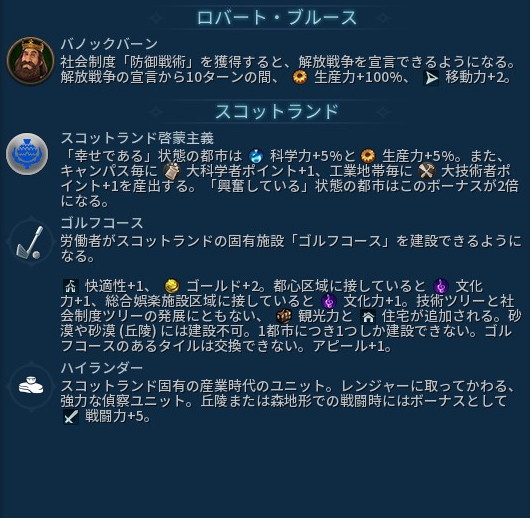 ロバート・ブルース
バノックバーン
社会制度「防御戦術」を獲得すると、解放戦争を宣言できるようになる。
解放戦争の宣言から10ターンの間、 生産力+100%、 移動力+2。
スコットランド
スコットランド啓蒙主義
「幸せである」状態の都市は 科学力+5%と 生産力+5%。また、
キャンパス毎に 大科学者ポイント+1、工業地帯毎に 大技術者ポ
イント+1を産出する。「興奮している」状態の都市はこのボーナスが2倍
になる。
ゴルフコース
労働者がスコットランドの固有施設「ゴルフコース」を建設できるように
なる。
快適性+1、 ゴールド+2。都心区域に接していると 文化
力+1、総合娯楽施設区域に接していると 文化力+1。技術ツリーと社
会制度ツリーの発展にともない、 観光力と 住宅が追加される。砂
漠や砂漠 (丘陵) には建設不可。1都市につき1つしか建設できない。ゴル
フコースのあるタイルは交換できない。アピール+1。
ハイランダー
スコットランド固有の産業時代のユニット。レンジャーに取ってかわる、
強力な偵察ユニット。丘陵または森地形での戦闘時にはボーナスとして
戦闘力+5。